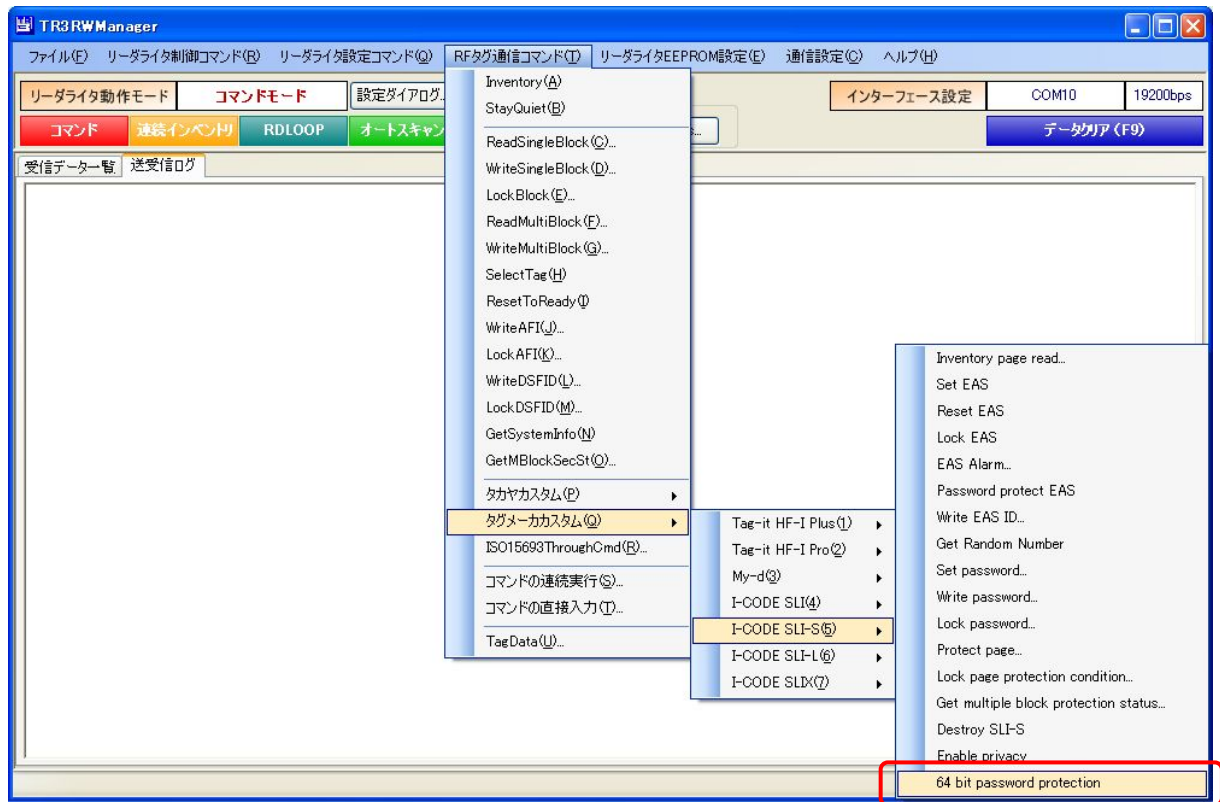 TR3RWManager
ファイル(F) リーダライタ制御コマンド(R) リーダライタ設定コマンド(Q) RFタグ通信コマンド(T) リーダライタEEPROM設定(E) 通信設定(C) ヘルプ(H)
リーダライタ動作モード コマンドモード 設定ダイアログ インターフェース設定 COM10 19200bps
コマンド 連続インベントリ RDLOOP オートスキャン データクリア(F9)
受信データ一覧 送受信ログ
Inventory(A)
StayQuiet(B)
ReadSingleBlock(C)...
WriteSingleBlock(D)...
LockBlock(E)...
ReadMultiBlock(F)...
WriteMultiBlock(G)...
SelectTag(H)
ResetToReady(I)
WriteAFI(J)...
LockAFI(K)...
WriteDSFID(L)...
LockDSFID(M)...
GetSystemInfo(N)
GetMBlockSecSt(O)...
タカヤカスタム(P)
タグメーカカスタム(Q)
ISO15693ThroughCmd(R)...
コマンドの連続実行(S)...
コマンドの直接入力(T)...
TagData(U)...
Tag-it HF-I Plus(1)
Tag-it HF-I Pro(2)
My-d(3)
I-CODE SLI(4)
I-CODE SLI-S(5)
I-CODE SLI-L(6)
I-CODE SLIX(7)
Inventory page read...
Set EAS
Reset EAS
Lock EAS
EAS Alarm...
Password protect EAS
Write EAS ID...
Get Random Number
Set password...
Write password...
Lock password...
Protect page...
Lock page protection condition...
Get multiple block protection status...
Destroy SLI-S
Enable privacy
64 bit password protection